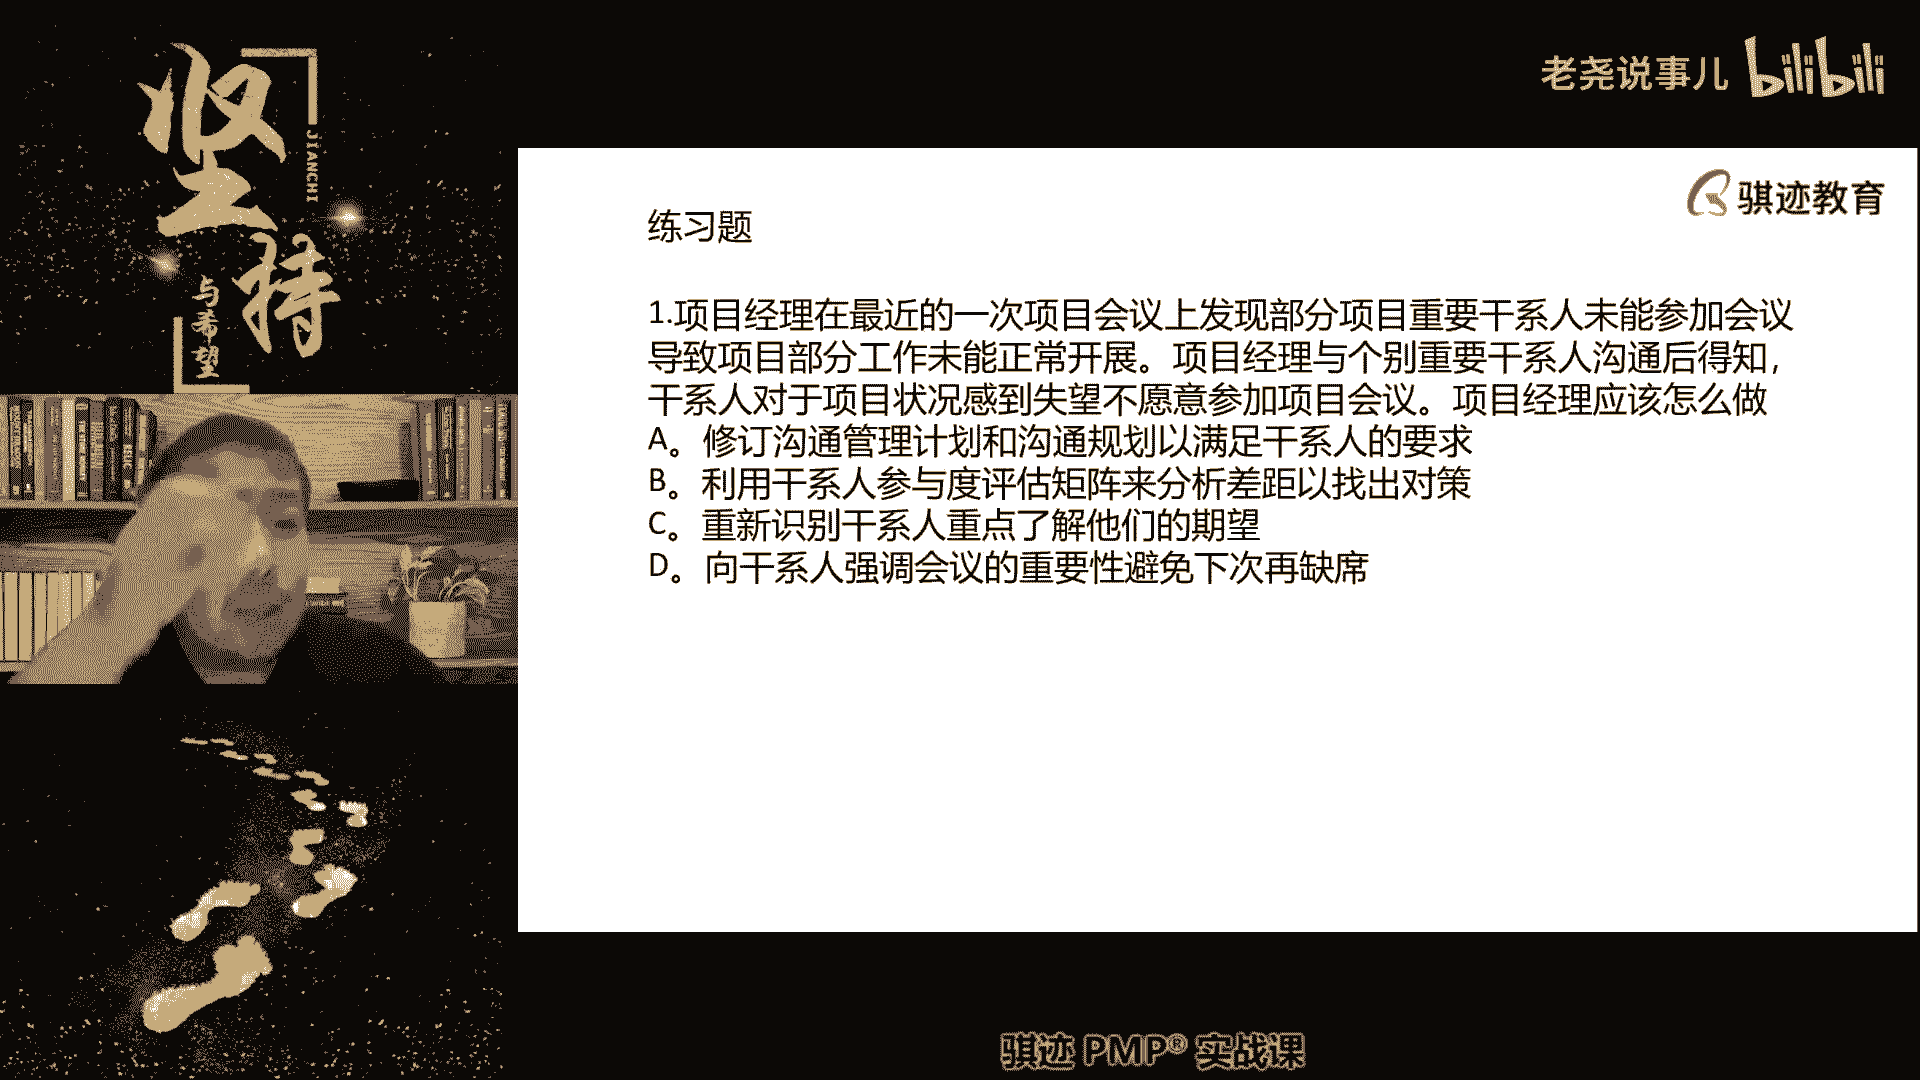 坚持
JIANCHI
与希望
老尧说事儿 bilibili
骐迹教育
练习题
1.项目经理在最近的一次项目会议上发现部分项目重要干系人未能参加会议
导致项目部分工作未能正常开展。项目经理与个别重要干系人沟通后得知，
干系人对于项目状况感到失望不愿意参加项目会议。项目经理应该怎么做
A。修订沟通管理计划和沟通规划以满足干系人的要求
B。利用干系人参与度评估矩阵来分析差距以找出对策
C。重新识别干系人重点了解他们的期望
D。向干系人强调会议的重要性避免下次再缺席
骐迹 PMP® 实战课